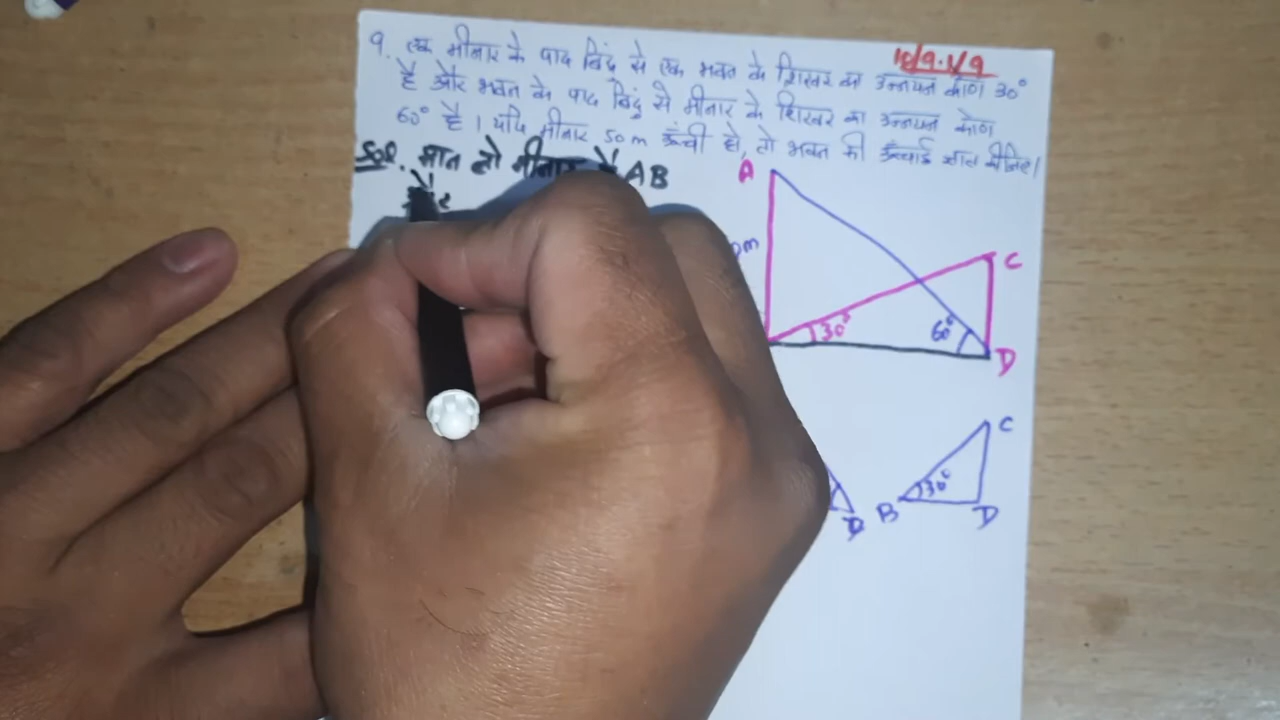 10/9.1/9
9. एक मीनार के पाद बिंदु से एक भवन के शिखर का उन्नयन कोण 30°
है और भवन के पाद बिंदु से मीनार के शिखर का उन्नयन कोण
60° है। यदि मीनार 50 m ऊँची हो, तो भवन की ऊँचाई ज्ञात कीजिए।
Sol. मान लो मीनार है AB
A
m
C
30°
60°
D
C
30°
B
D
D